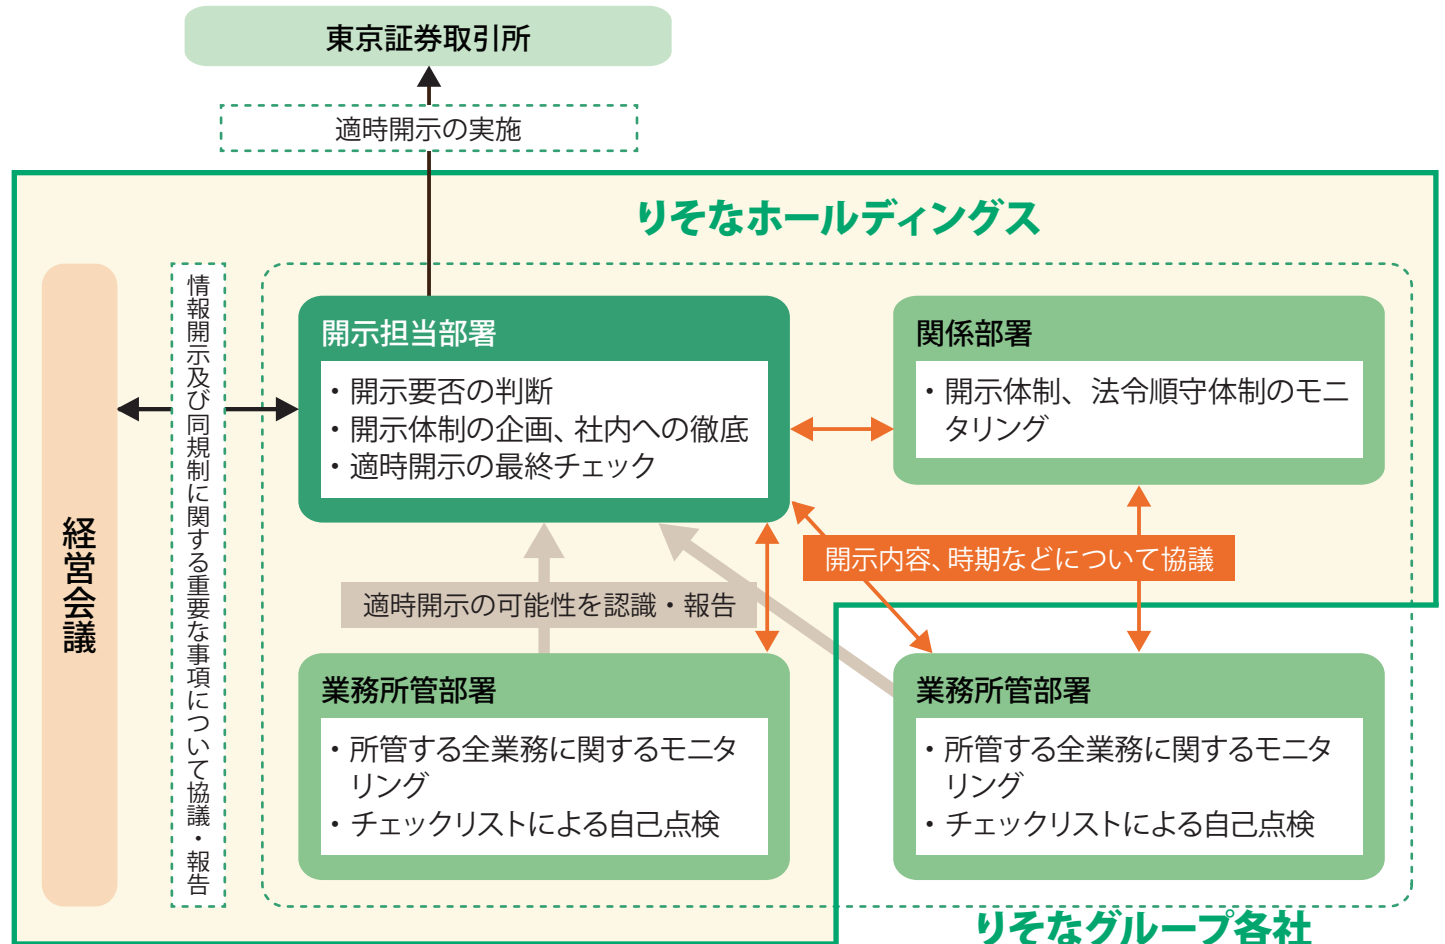 東京証券取引所
適時開示の実施
りそなホールディングス
経営会議
情報開示及び同規制に関する重要な事項について協議・報告
開示担当部署
・開示要否の判断
・開示体制の企画、社内への徹底
・適時開示の最終チェック
関係部署
・開示体制、法令順守体制のモニ
タリング
開示内容、時期などについて協議
適時開示の可能性を認識・報告
業務所管部署
・所管する全業務に関するモニタ
リング
・チェックリストによる自己点検
業務所管部署
・所管する全業務に関するモニタ
リング
・チェックリストによる自己点検
りそなグループ各社